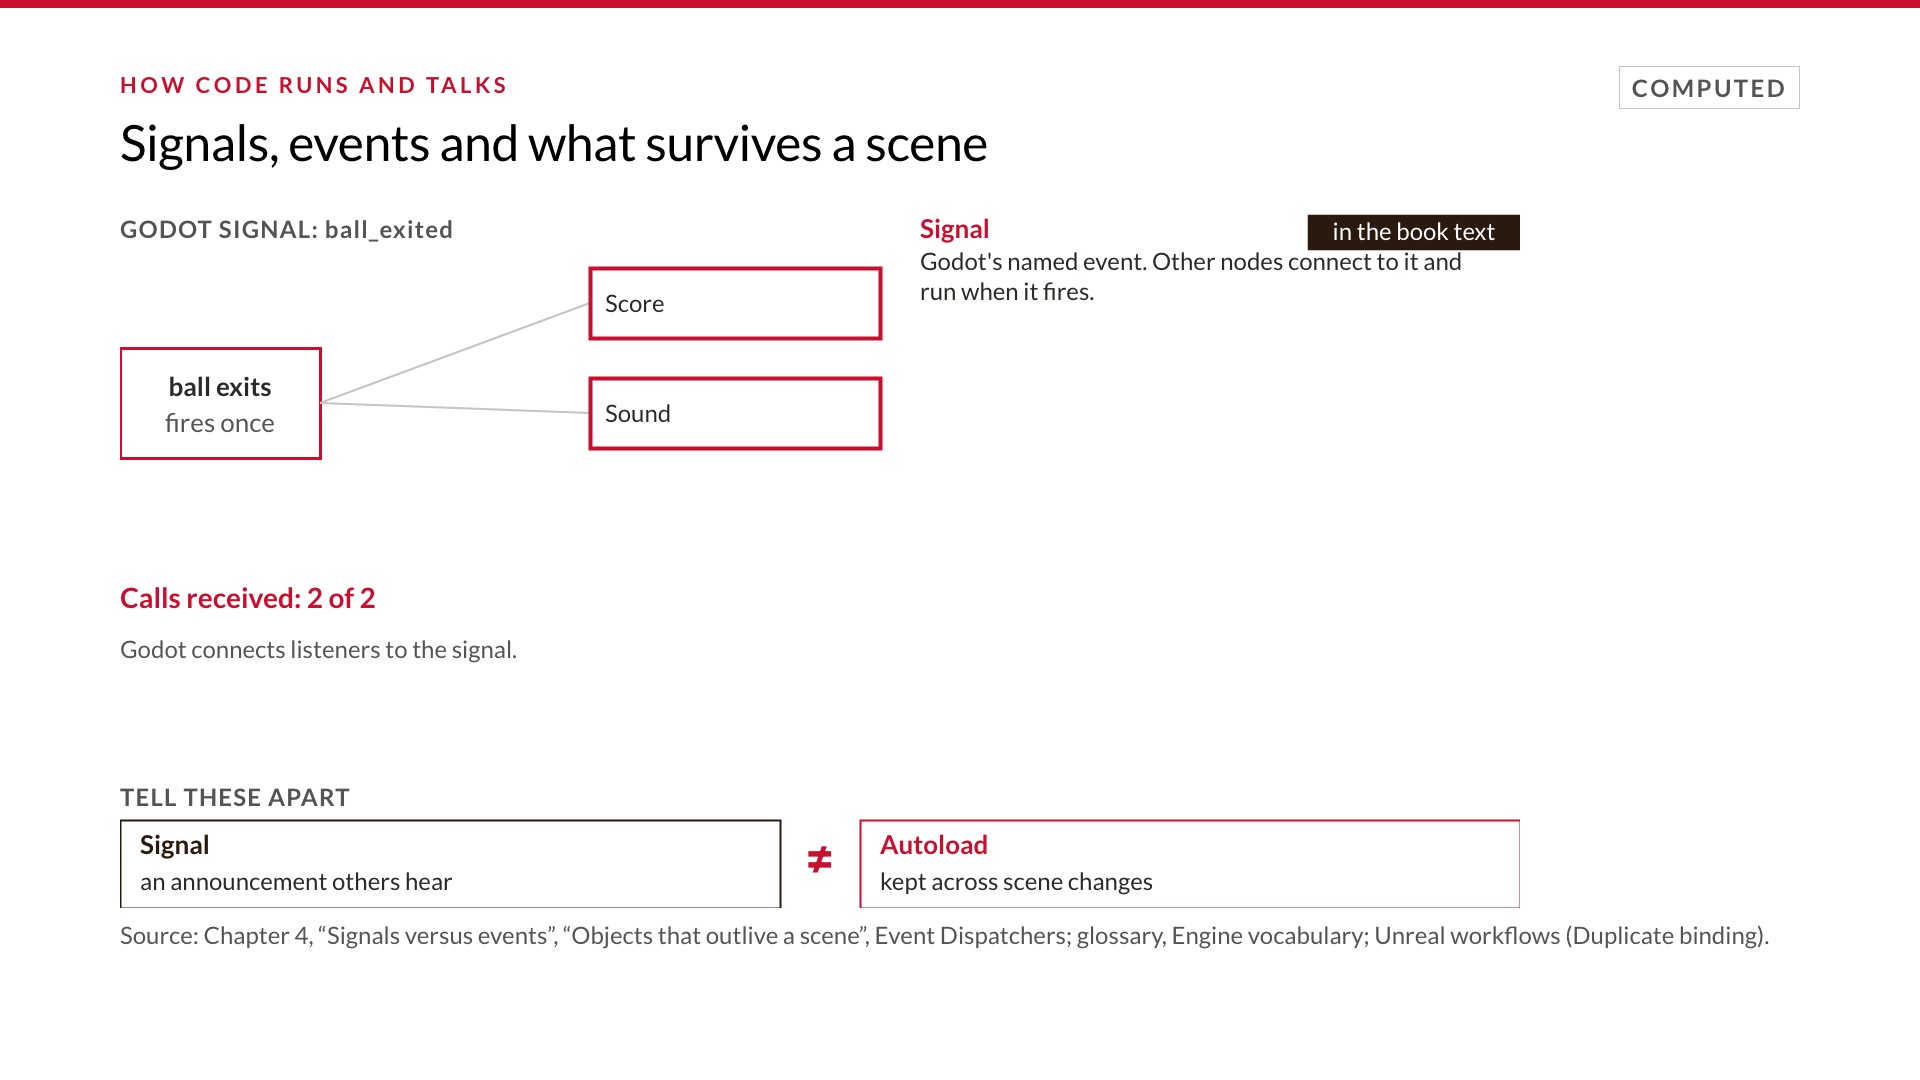 HOW CODE RUNS AND TALKS
COMPUTED
Signals, events and what survives a scene
GODOT SIGNAL: ball_exited
Signal
in the book text
Godot's named event. Other nodes connect to it and
run when it fires.
Score
ball exits
fires once
Sound
Calls received: 2 of 2
Godot connects listeners to the signal.
TELL THESE APART
Signal
an announcement others hear
≠
Autoload
kept across scene changes
Source: Chapter 4, “Signals versus events”, “Objects that outlive a scene”, Event Dispatchers; glossary, Engine vocabulary; Unreal workflows (Duplicate binding).